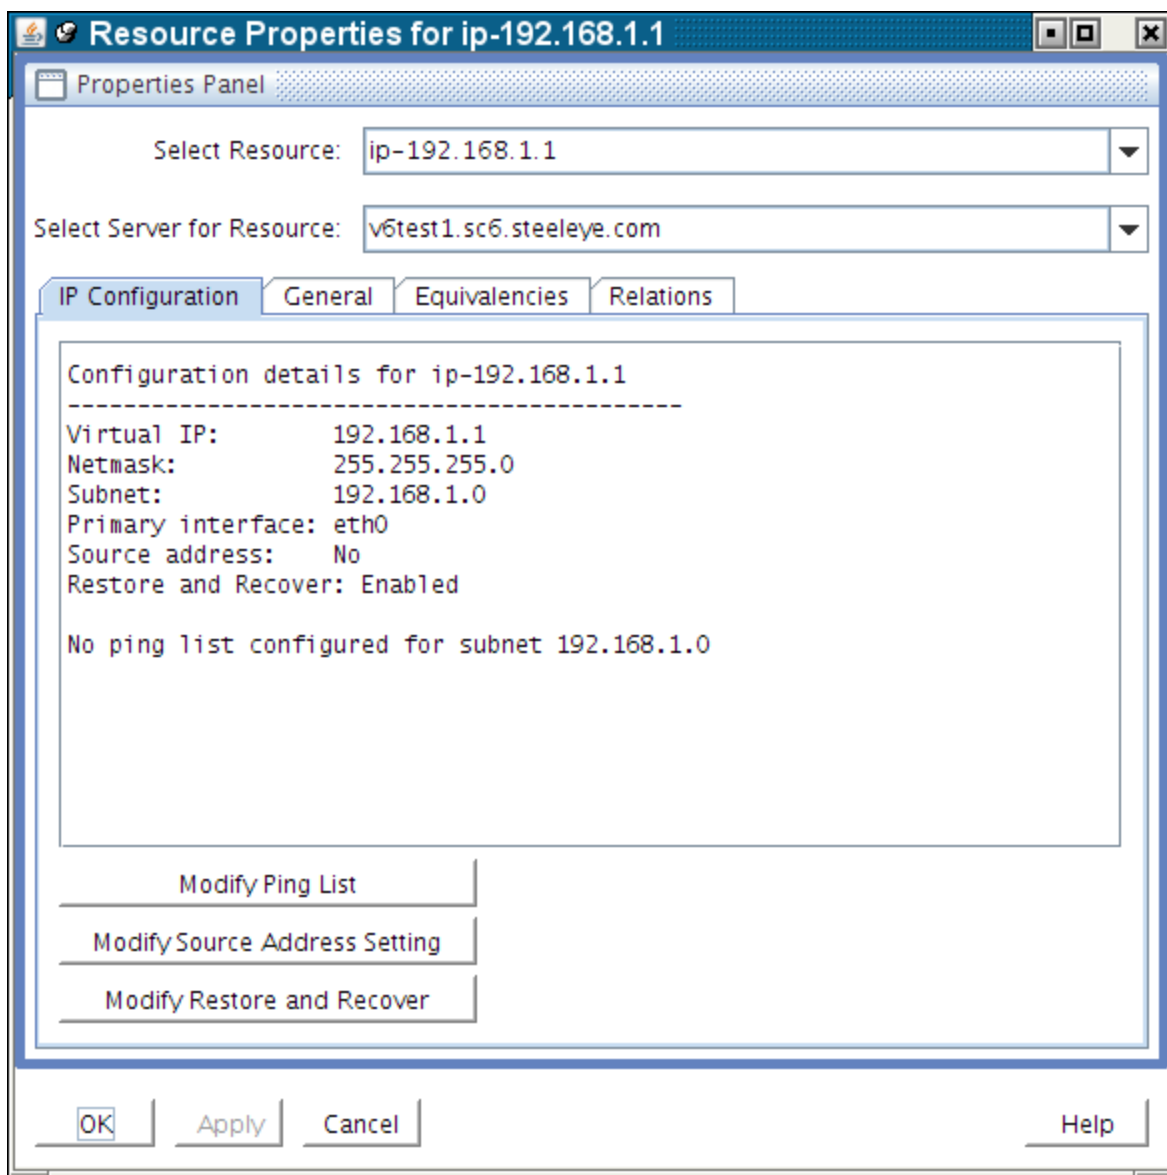 Resource Properties for ip-192.168.1.1
Properties Panel
Select Resource: ip-192.168.1.1
Select Server for Resource: v6test1.sc6.steeleye.com
IP Configuration General Equivalencies Relations
Configuration details for ip-192.168.1.1
--------------------------------------------
Virtual IP: 192.168.1.1
Netmask: 255.255.255.0
Subnet: 192.168.1.0
Primary interface: eth0
Source address: No
Restore and Recover: Enabled
No ping list configured for subnet 192.168.1.0
Modify Ping List
Modify Source Address Setting
Modify Restore and Recover
OK Apply Cancel Help